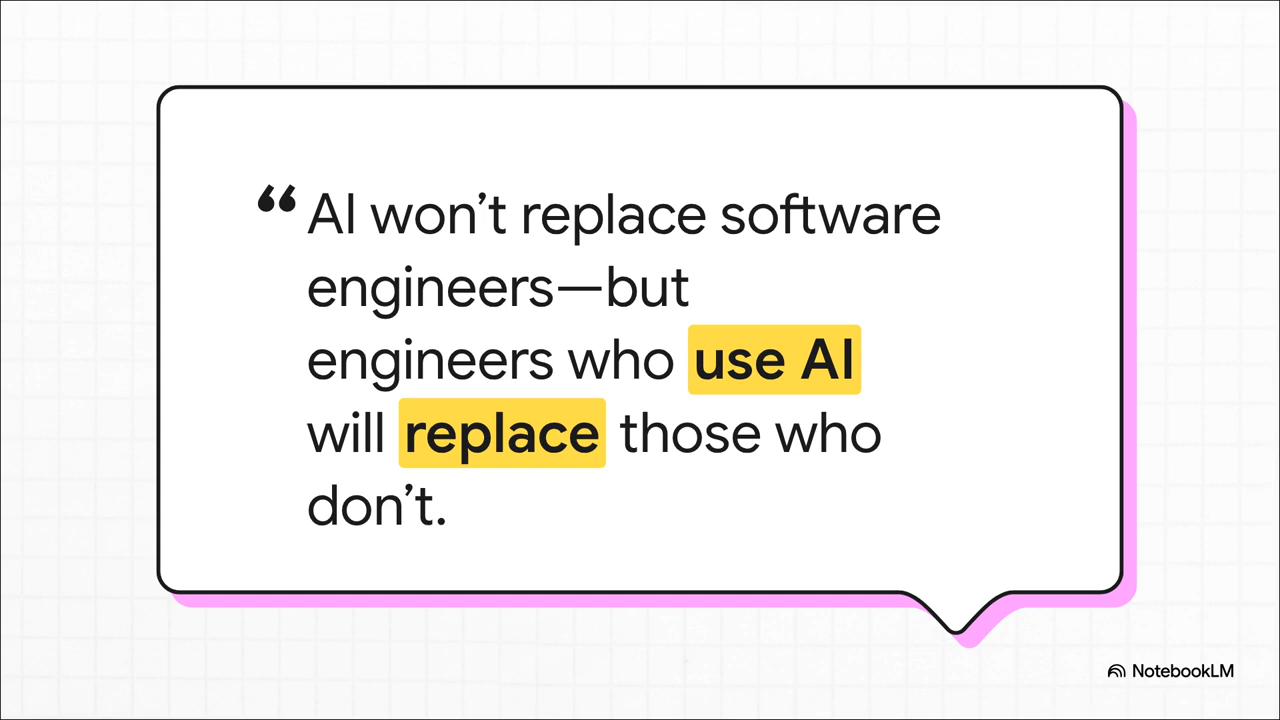 “AI won’t replace software
engineers—but
engineers who use AI
will replace those who
don’t.
NotebookLM